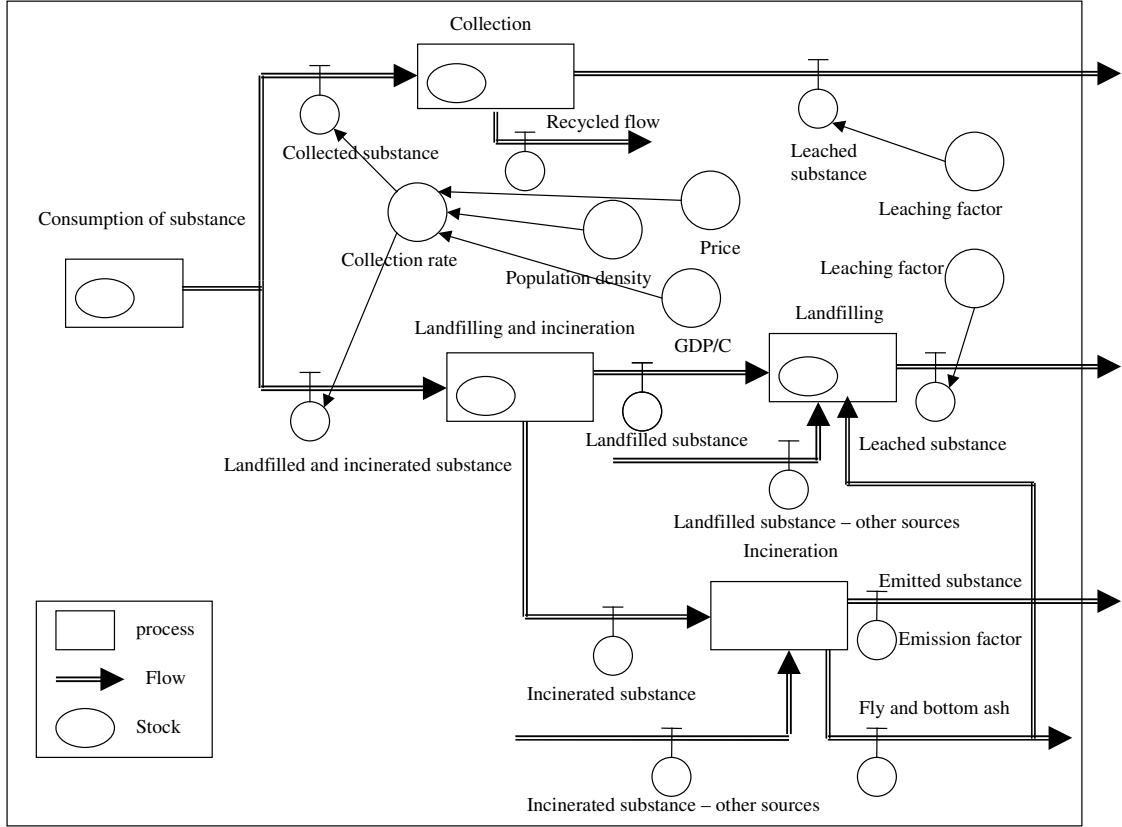 Collection
Recycled flow
Collected substance
Leached
substance
Leaching factor
Consumption of substance
Price
Collection rate
Population density
Leaching factor
GDP/C
Landfilling and incineration
Landfilling
Landfilled substance
Leached substance
Landfilled and incinerated substance
Landfilled substance – other sources
Incineration
Emitted substance
Emission factor
process
Flow
Stock
Incinerated substance
Fly and bottom ash
Incinerated substance – other sources